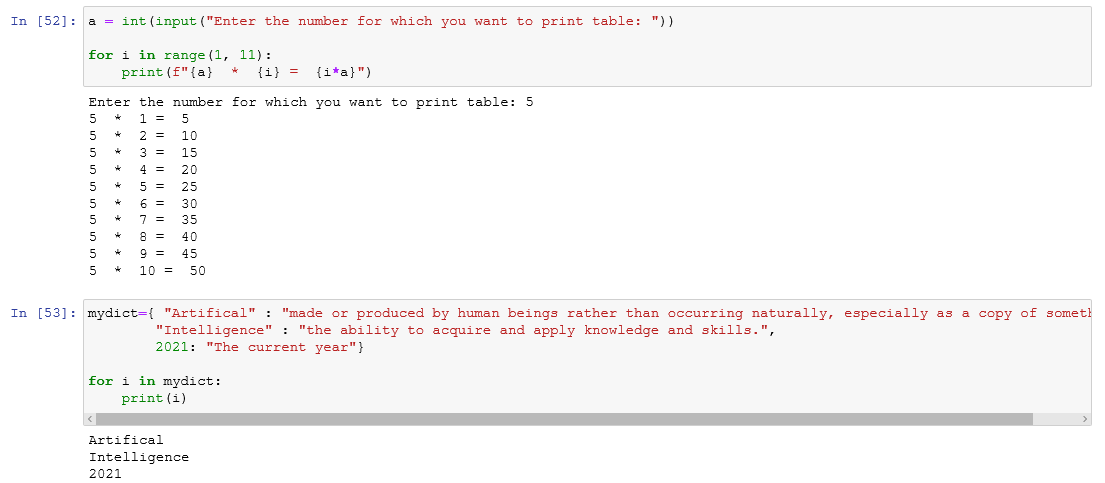 In [52]: a = int(input("Enter the number for which you want to print table: "))
for i in range(1, 11):
    print(f"{a}  *  {i} =  {i*a}")
Enter the number for which you want to print table: 5
5  *  1 =  5
5  *  2 =  10
5  *  3 =  15
5  *  4 =  20
5  *  5 =  25
5  *  6 =  30
5  *  7 =  35
5  *  8 =  40
5  *  9 =  45
5  *  10 =  50
In [53]: mydict={ "Artifical" : "made or produced by human beings rather than occurring naturally, especially as a copy of
        "Intelligence" : "the ability to acquire and apply knowledge and skills.",
        2021: "The current year"}
for i in mydict:
    print(i)
Artifical
Intelligence
2021